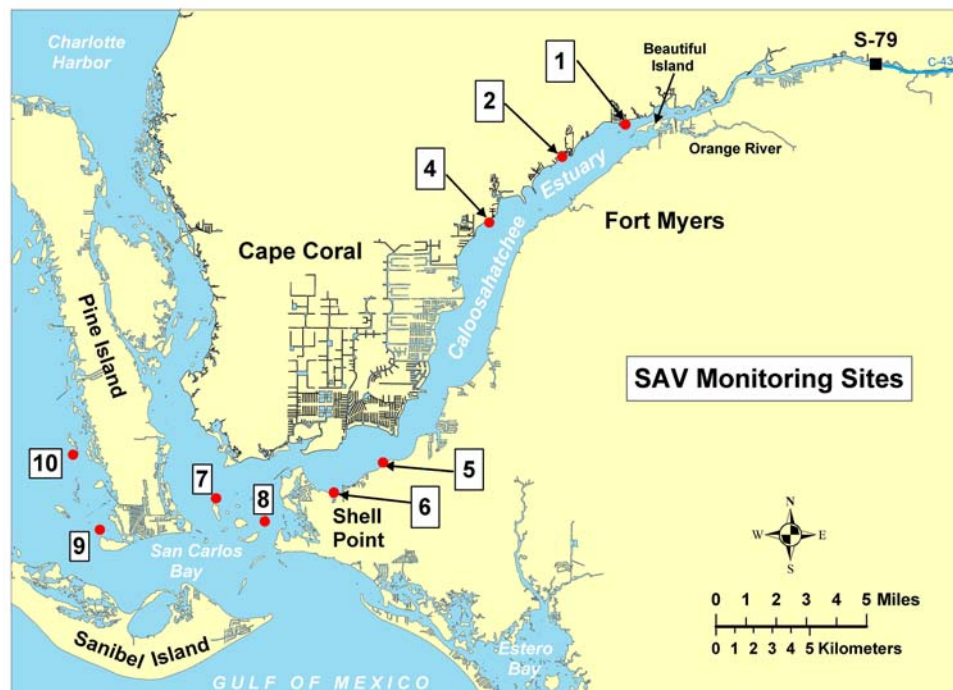 Charlotte
Harbor
S-79
C-43
Beautiful
Island
1
2
Orange River
4
Estuary
Fort Myers
Cape Coral
Caloosahatchee
Pine Island
SAV Monitoring Sites
10
7
8
5
6
9
Shell
Point
San Carlos
Bay
N
W
E
S
0 1 2 3 4 5 Miles
0 1 2 3 4 5 Kilometers
Sanibel Island
Estero
Bay
GULF OF MEXICO